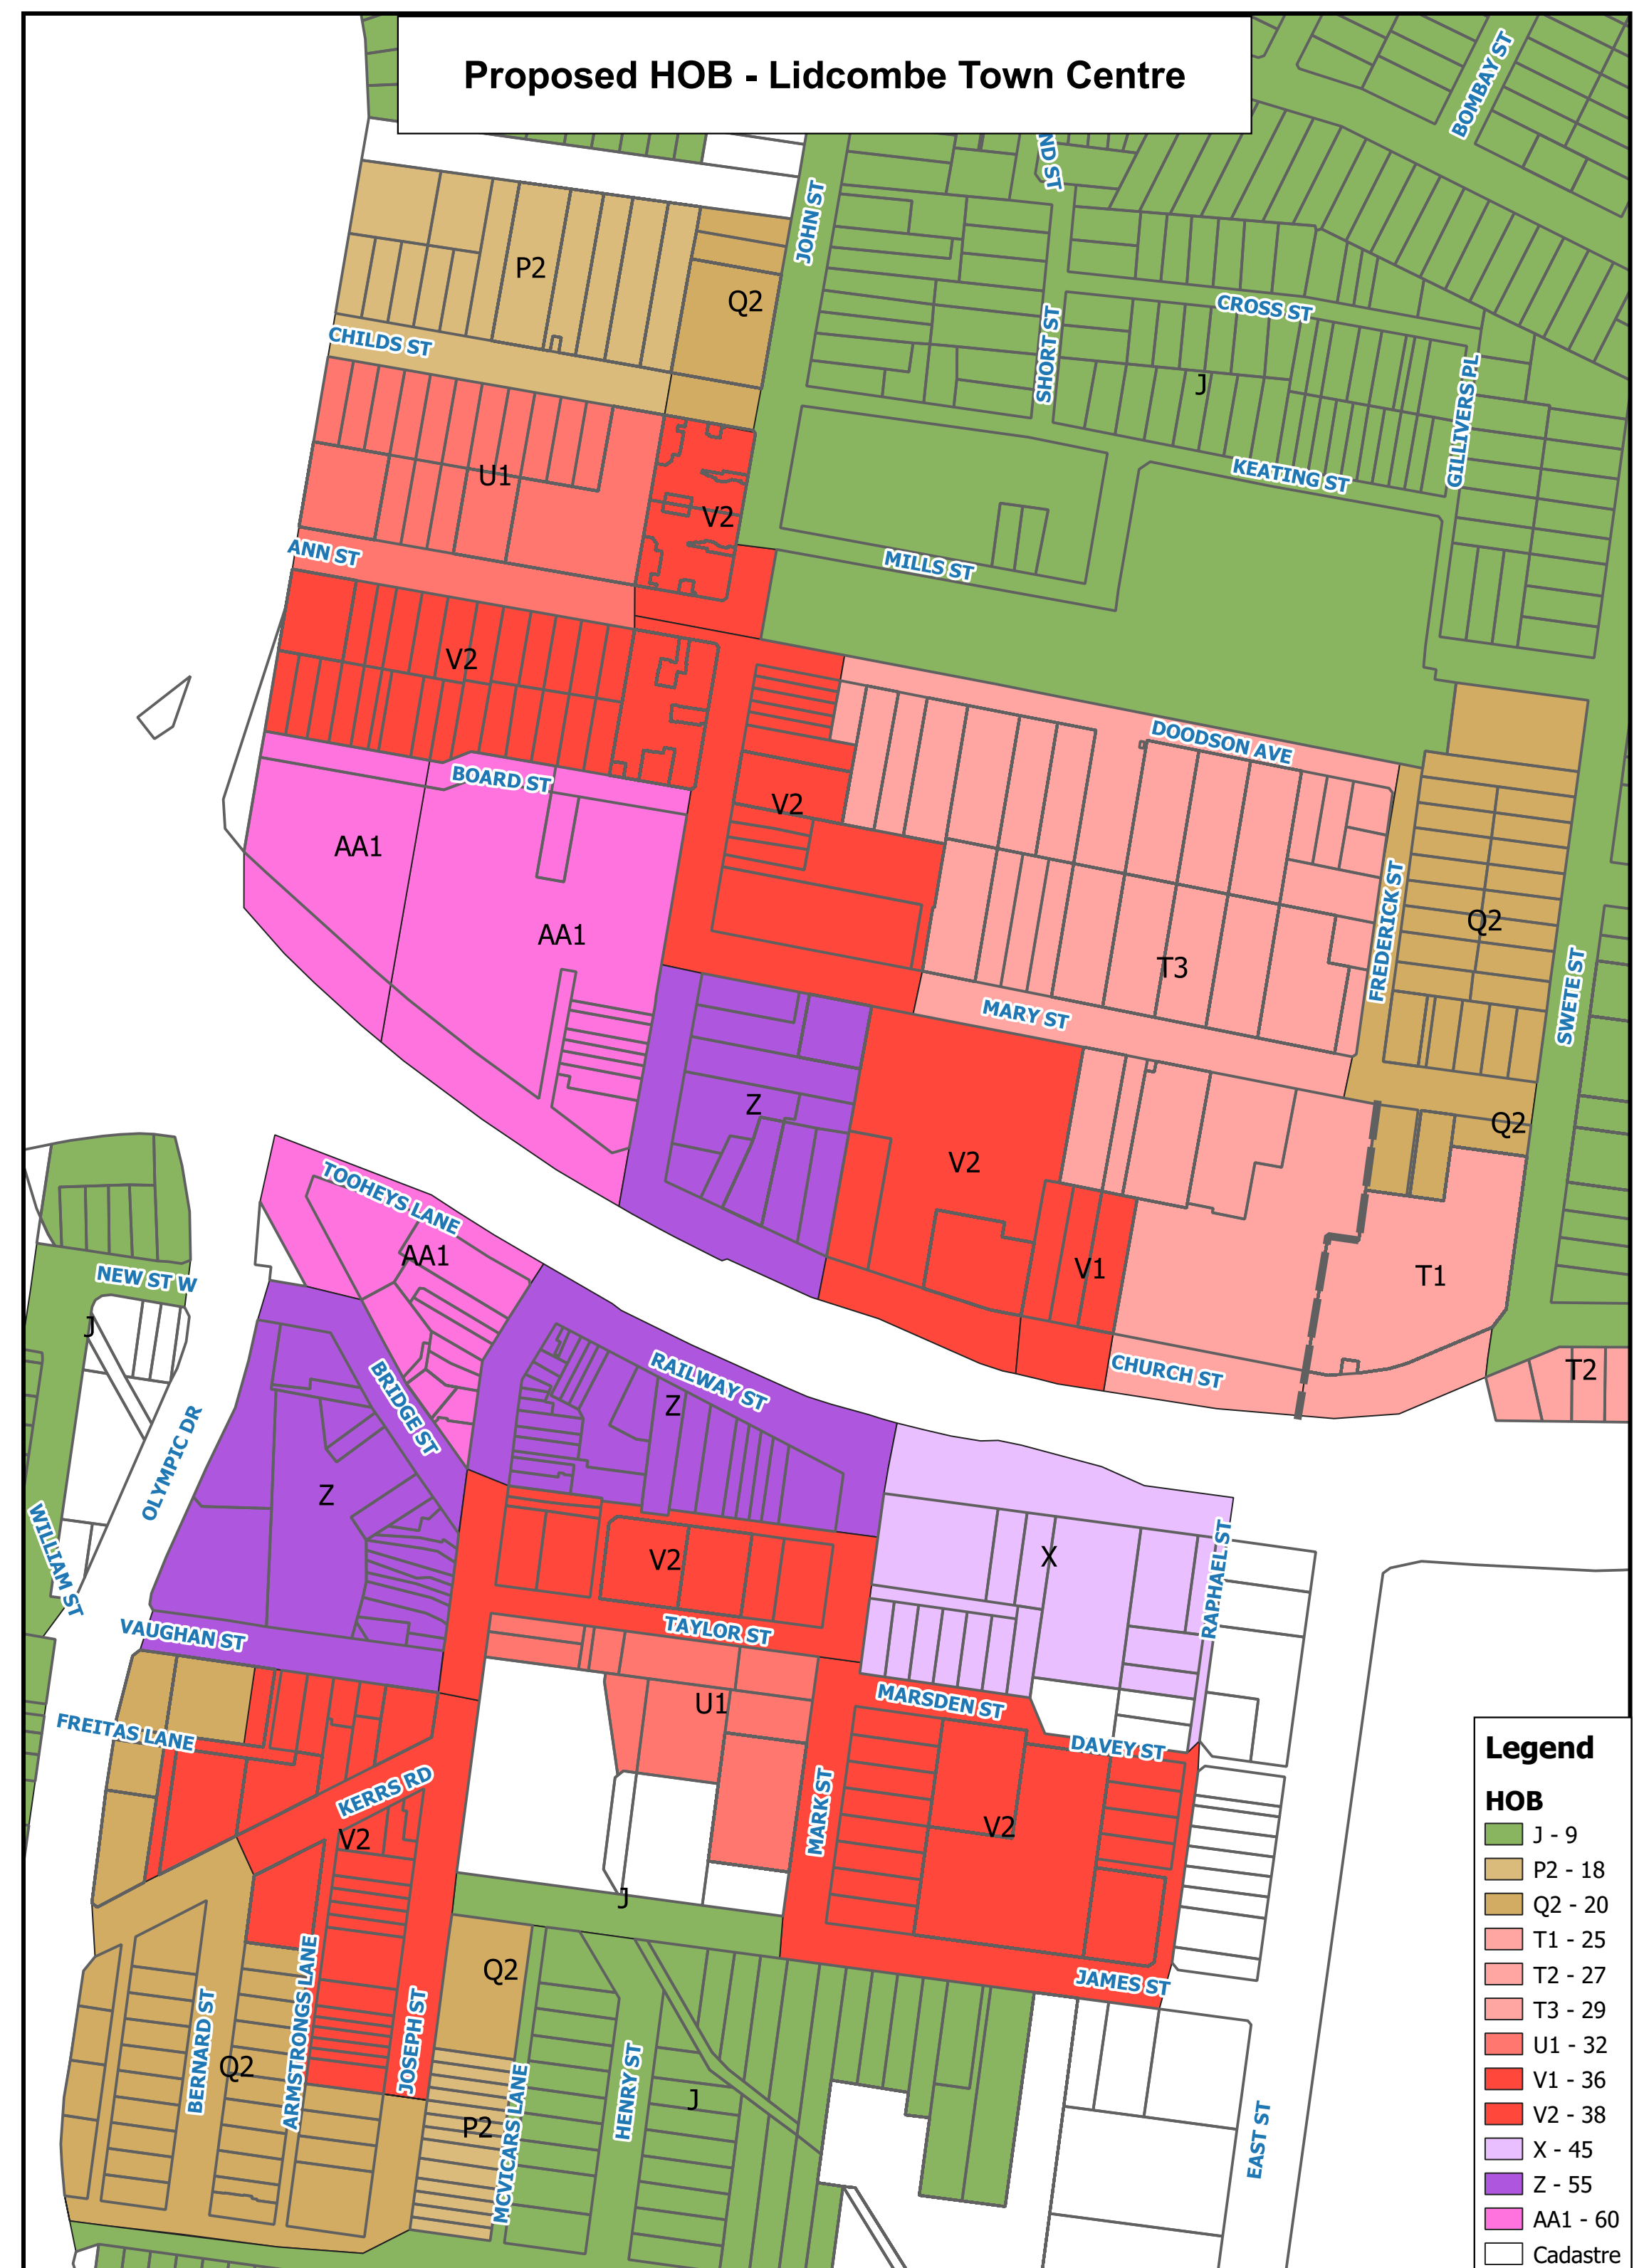 Proposed HOB - Lidcombe Town Centre
BOMBAY ST
ND ST
JOHN ST
P2
Q2
CROSS ST
CHILDS ST
SHORT ST
J
GILLIVERS PL
U1
KEATING ST
V2
ANN ST
MILLS ST
V2
DOODSON AVE
BOARD ST
V2
AA1
FREDERICK ST
Q2
AA1
T3
SWETE ST
MARY ST
Z
Q2
V2
TOOHEYS LANE
AA1
V1
T1
NEW ST W
J
CHURCH ST
T2
RAILWAY ST
BRIDGE ST
Z
OLYMPIC DR
Z
X
V2
WILLIAM ST
RAPHAEL ST
VAUGHAN ST
TAYLOR ST
U1
MARSDEN ST
FREITAS LANE
DAVEY ST
KERRS RD
MARK ST
V2
V2
J
Q2
JAMES ST
BERNARD ST
ARMSTRONGS LANE
JOSEPH ST
Q2
HENRY ST
J
P2
MCVICARS LANE
EAST ST
Legend
HOB
J - 9
P2 - 18
Q2 - 20
T1 - 25
T2 - 27
T3 - 29
U1 - 32
V1 - 36
V2 - 38
X - 45
Z - 55
AA1 - 60
Cadastre